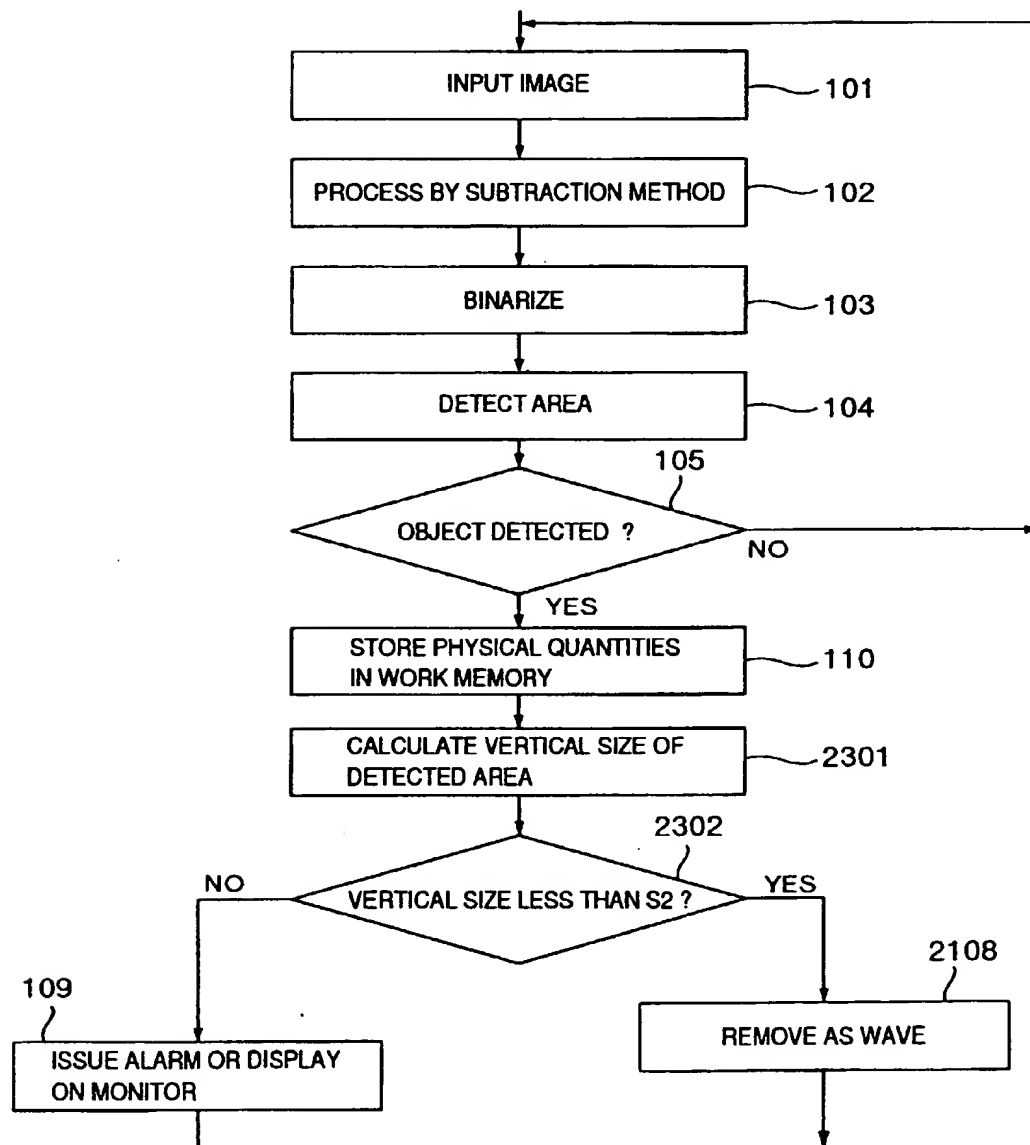 INPUT IMAGE
101
PROCESS BY SUBTRACTION METHOD
102
BINARIZE
103
DETECT AREA
104
105
OBJECT DETECTED ?
NO
YES
STORE PHYSICAL QUANTITIES
IN WORK MEMORY
110
CALCULATE VERTICAL SIZE OF
DETECTED AREA
2301
2302
NO
VERTICAL SIZE LESS THAN S2 ?
YES
109
ISSUE ALARM OR DISPLAY
ON MONITOR
2108
REMOVE AS WAVE